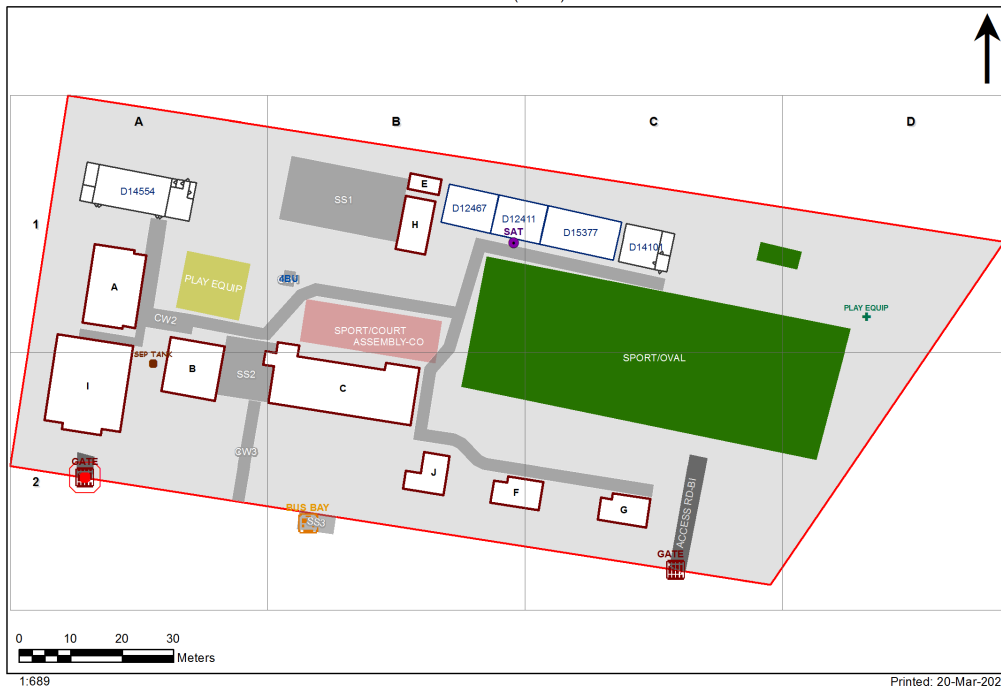 A
B
C
D
1
D14554
SS1
E
H
D12467
D12411
SAT
D15377
D1410
A
PLAY EQUIP
CW2
SPORT/COURT
ASSEMBLY-CO
PLAY EQUIP
SEP TANK
I
B
SS2
C
SPORT/OVAL
CW3
2
GATE
J
F
G
BUS BAY
SS3
ACCESS RD-BI
GATE
0 10 20 30
Meters
1:689
Printed: 20-Mar-202